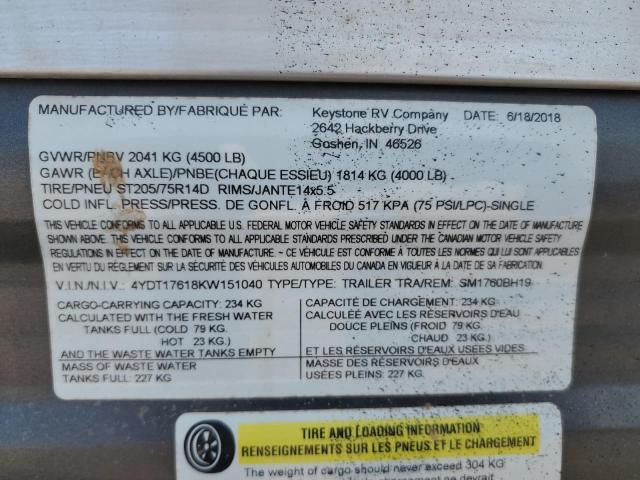 MANUFACTURED BY/FABRIQUÉ PAR: Keystone RV Company DATE: 6/18/2018
2642 Hackberry Drive
Goshen, IN 46526
GVWR/PNBV 2041 KG (4500 LB)
GAWR (EACH AXLE)/PNBE(CHAQUE ESSIEU) 1814 KG (4000 LB)
TIRE/PNEU ST205/75R14D RIMS/JANTE14x5.5
COLD INFL. PRESS/PRESS. DE GONFL. À FROID 517 KPA (75 PSI/LPC)-SINGLE
THIS VEHICLE CONFORMS TO ALL APPLICABLE U.S. FEDERAL MOTOR VEHICLE SAFETY STANDARDS IN EFFECT ON THE DATE OF MANUFACTURE
SHOWN ABOVE. THIS VEHICLE CONFORMS TO ALL APPLICABLE STANDARDS PRESCRIBED UNDER THE CANADIAN MOTOR VEHICLE SAFETY
REGULATIONS IN EFFECT ON THE DATE OF MANUFACTURE ~ CE VÉHICULE EST CONFORME À TOUTES LES NORMES QUI LUI SONT APPLICABLES
EN VERTU DU RÈGLEMENT SUR LA SÉCURITÉ DES VÉHICULES AUTOMOBILES DU CANADA EN VIGUEUR À LA DATE DE SA FABRICATION.
V.I.N./N.I.V.: 4YDT17618KW151040 TYPE/TYPE: TRAILER TRA/REM: SM1760BH19
CARGO-CARRYING CAPACITY: 234 KG
CALCULATED WITH THE FRESH WATER
TANKS FULL (COLD 79 KG.)
HOT 23 KG.)
AND THE WASTE WATER TANKS EMPTY
MASS OF WASTE WATER
TANKS FULL: 227 KG
CAPACITÉ DE CHARGEMENT: 234 KG
CALCULÉE AVEC LES RÉSERVOIRS D'EAU
DOUCE PLEINS (FROID 79 KG.)
CHAUD 23 KG.)
ET LES RÉSERVOIRS D'EAUX USÉES VIDES
MASSE DES RÉSERVOIRS D'EAUX
USÉES PLEINS: 227 KG
TIRE AND LOADING INFORMATION
RENSEIGNEMENTS SUR LES PNEUS ET LE CHARGEMENT
The weight of cargo should never exceed 304 KG
chargement ne devrait